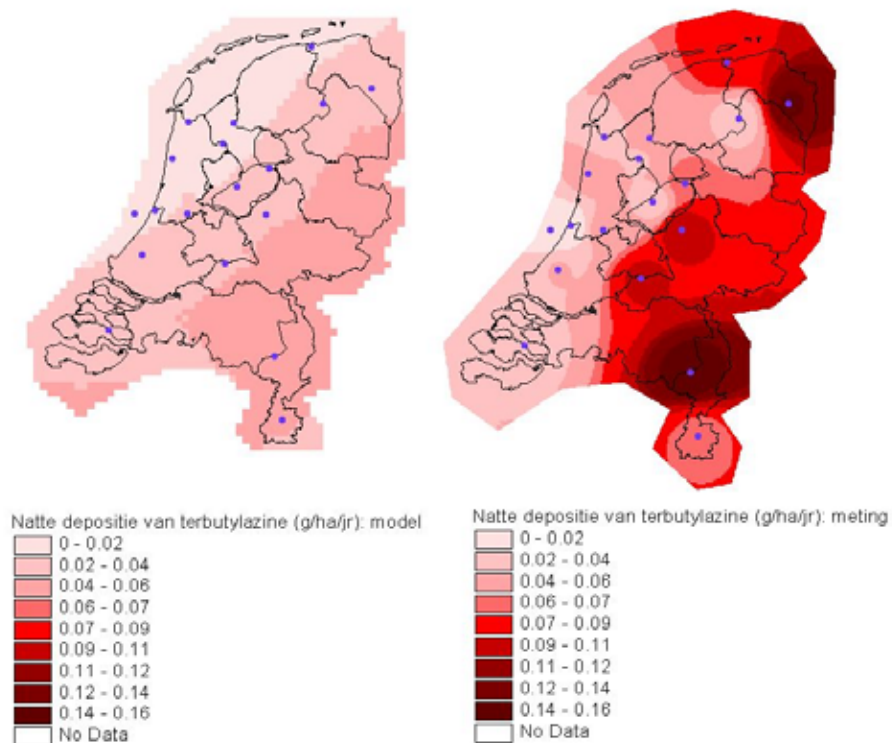 Natte depositie van terbutylazine (g/ha/jr): model
0 - 0.02
0.02 - 0.04
0.04 - 0.06
0.06 - 0.07
0.07 - 0.09
0.09 - 0.11
0.11 - 0.12
0.12 - 0.14
0.14 - 0.16
No Data
Natte depositie van terbutylazine (g/ha/jr): meting
0 - 0.02
0.02 - 0.04
0.04 - 0.06
0.06 - 0.07
0.07 - 0.09
0.09 - 0.11
0.11 - 0.12
0.12 - 0.14
0.14 - 0.16
No Data